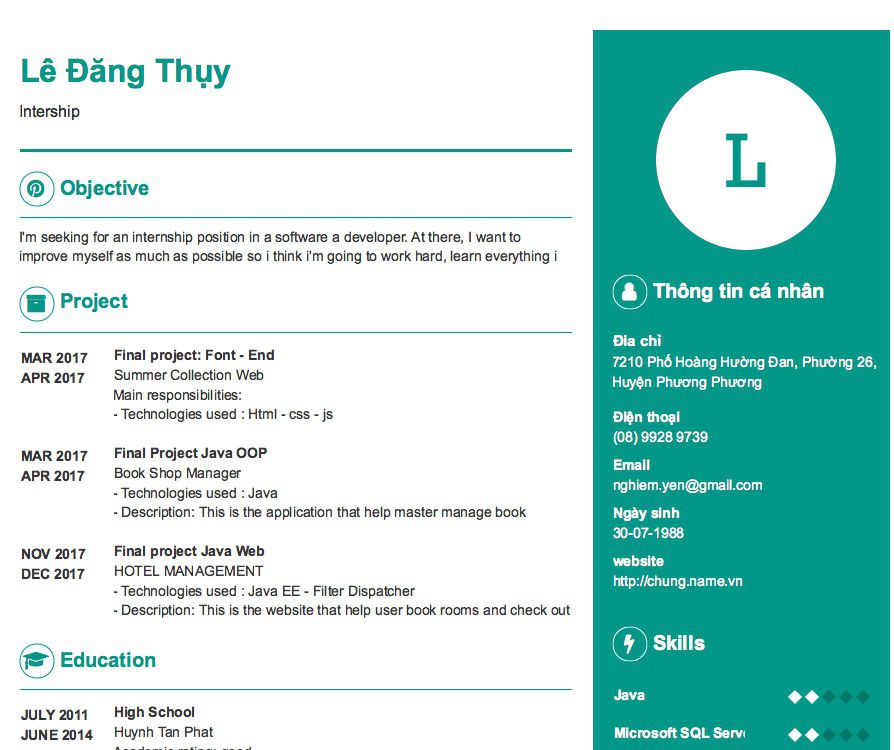 Lê Đăng Thụy
Intership
Objective
I'm seeking for an internship position in a software a developer. At there, I want to
improve myself as much as possible so i think i'm going to work hard, learn everything i
Project
MAR 2017
APR 2017
Final project: Font - End
Summer Collection Web
Main responsibilities:
- Technologies used : Html - css - js
MAR 2017
APR 2017
Final Project Java OOP
Book Shop Manager
- Technologies used : Java
- Description: This is the application that help master manage book
NOV 2017
DEC 2017
Final project Java Web
HOTEL MANAGEMENT
- Technologies used : Java EE - Filter Dispatcher
- Description: This is the website that help user book rooms and check out
Education
JULY 2011
JUNE 2014
High School
Huynh Tan Phat
Academic rating: good
L
Thông tin cá nhân
Đia chỉ
7210 Phố Hoàng Hường Đan, Phường 26,
Huyện Phương Phương
Điện thoại
(08) 9928 9739
Email
nghiem.yen@gmail.com
Ngày sinh
30-07-1988
website
http://chung.name.vn
Skills
Java
Microsoft SQL Serv